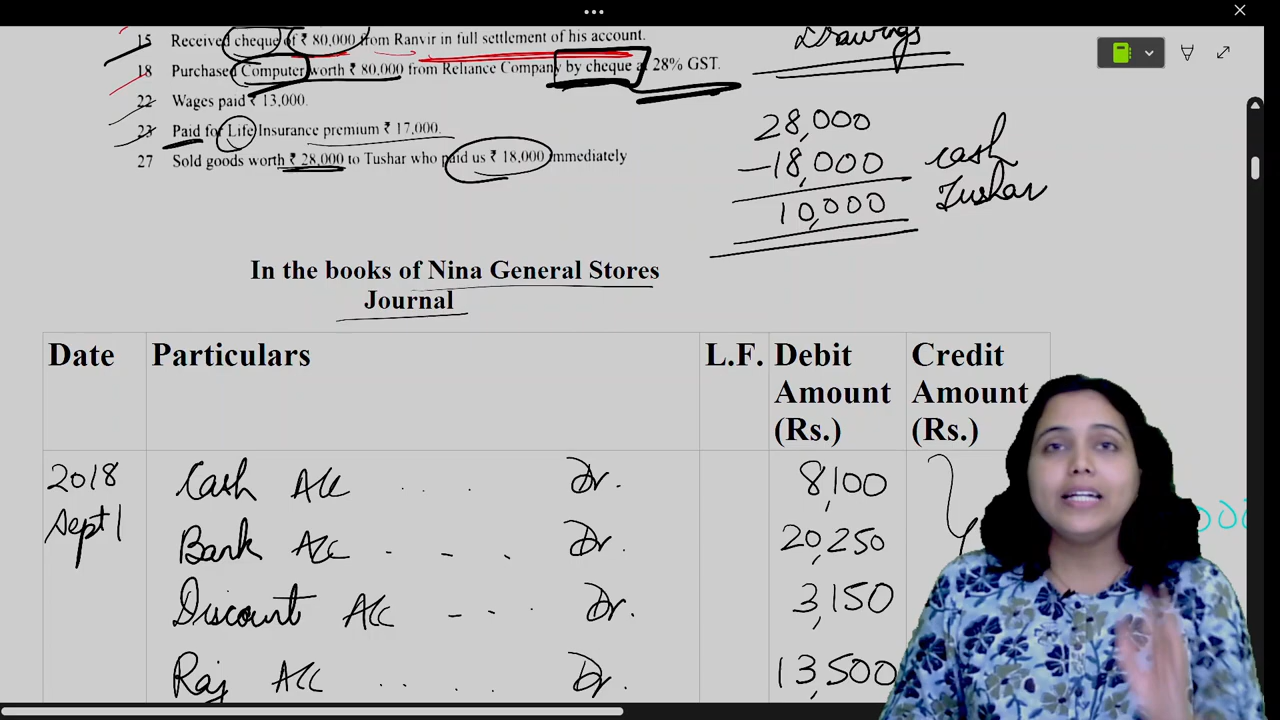 15 Received cheque of ₹ 80,000 from Ranvir in full settlement of his account.
Drawings
18 Purchased Computer worth ₹ 80,000 from Reliance Company by cheque at 28% GST.
22 Wages paid ₹ 13,000.
23 Paid for Life Insurance premium ₹ 17,000.
27 Sold goods worth ₹ 28,000 to Tushar who paid us ₹ 18,000 immediately
28,000
-18,000 cash
10,000 Tushar
In the books of Nina General Stores
Journal
Date Particulars L.F. Debit Amount (Rs.) Credit Amount (Rs.)
2018 Cash A/c . . . Dr. 8,100
Sept 1
Bank A/c - - . Dr. 20,250
Discount A/c - - . Dr. 3,150
Raj A/c . . . Dr. 13,500